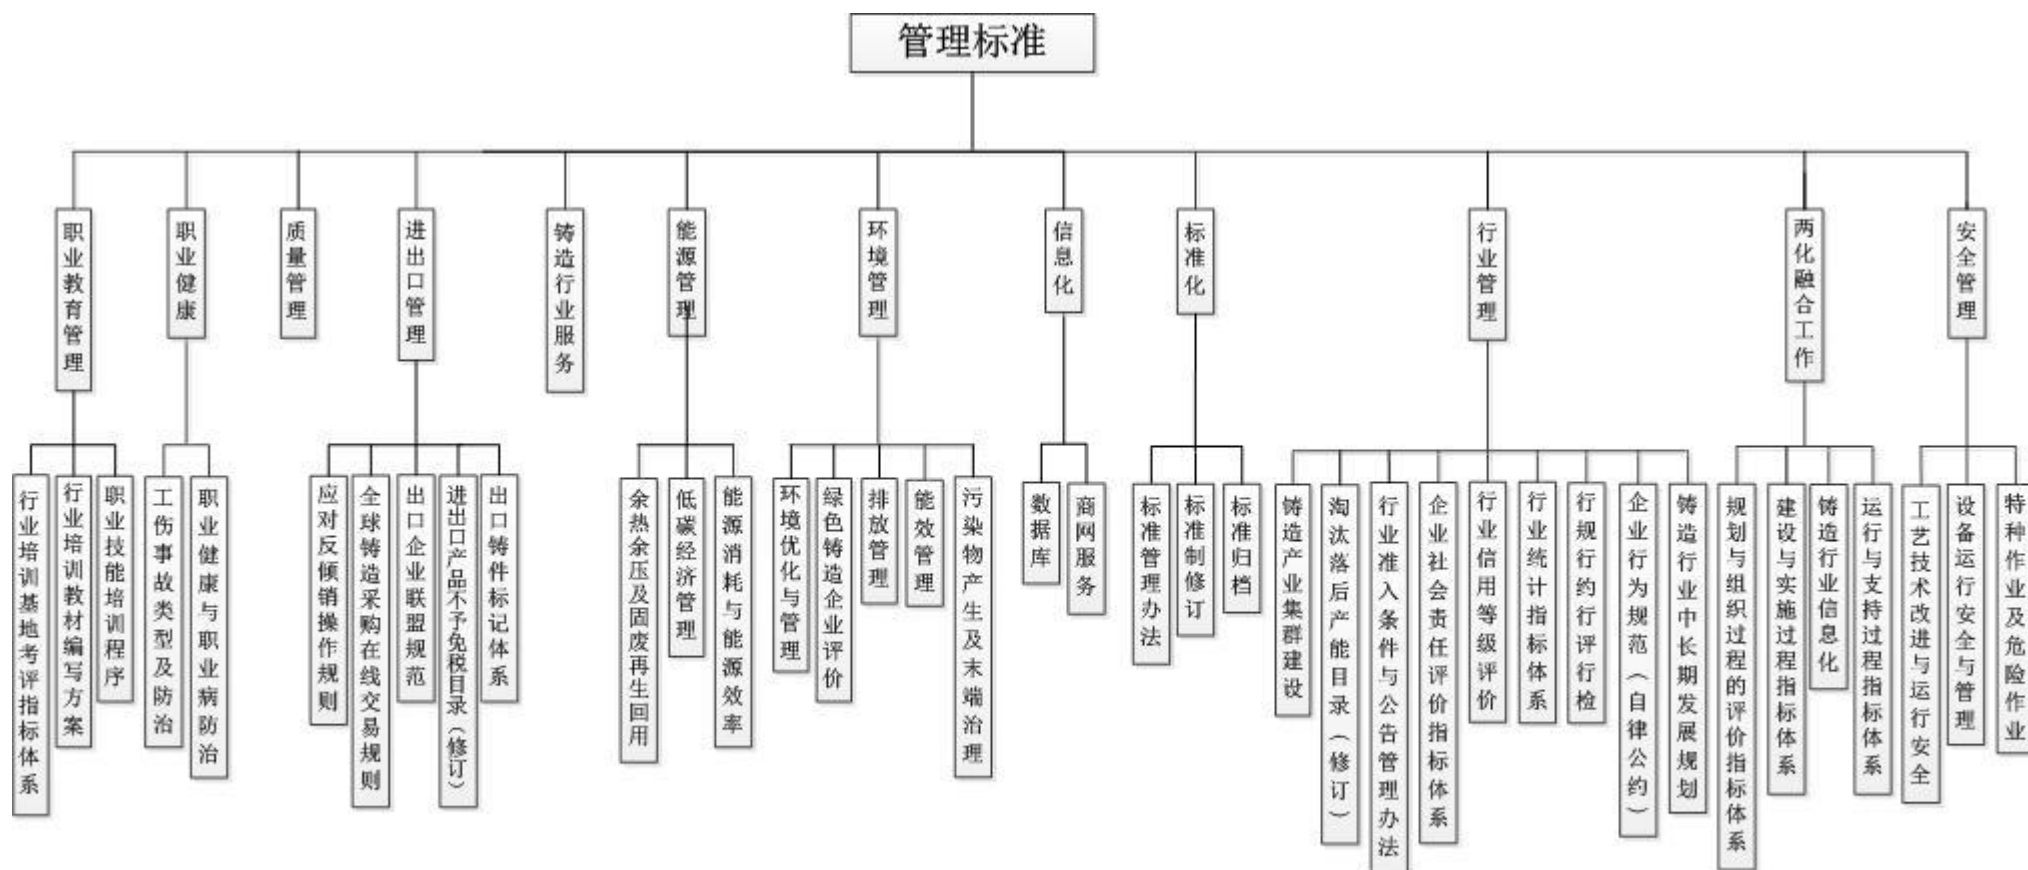 管理标准
职业教育管理
职业健康
质量管理
进出口管理
铸造行业服务
能源管理
环境管理
信息化
标准化
行业管理
两化融合工作
安全管理
行业培训基地考评指标体系
行业培训教材编写方案
职业技能培训程序
工伤事故类型及防治
职业健康与职业病防治
应对反倾销操作规则
全球铸造采购在线交易规则
出口企业联盟规范
进出口产品不予免税目录（修订）
出口铸件标记体系
余热余压及固废再生回用
低碳经济管理
能源消耗与能源效率
环境优化与管理
绿色铸造企业评价
排放管理
能效管理
污染物产生及末端治理
数据库
商网服务
标准管理办法
标准制修订
标准归档
铸造产业集群建设
淘汰落后产能目录（修订）
行业准入条件与公告管理办法
企业社会责任评价指标体系
行业信用等级评价
行业统计指标体系
行规行约行评行检
企业行为规范（自律公约）
铸造行业中长期发展规划
规划与组织过程的评价指标体系
建设与实施过程指标体系
铸造行业信息化
运行与支持过程指标体系
工艺技术改进与运行安全
设备运行安全与管理
特种作业及危险作业